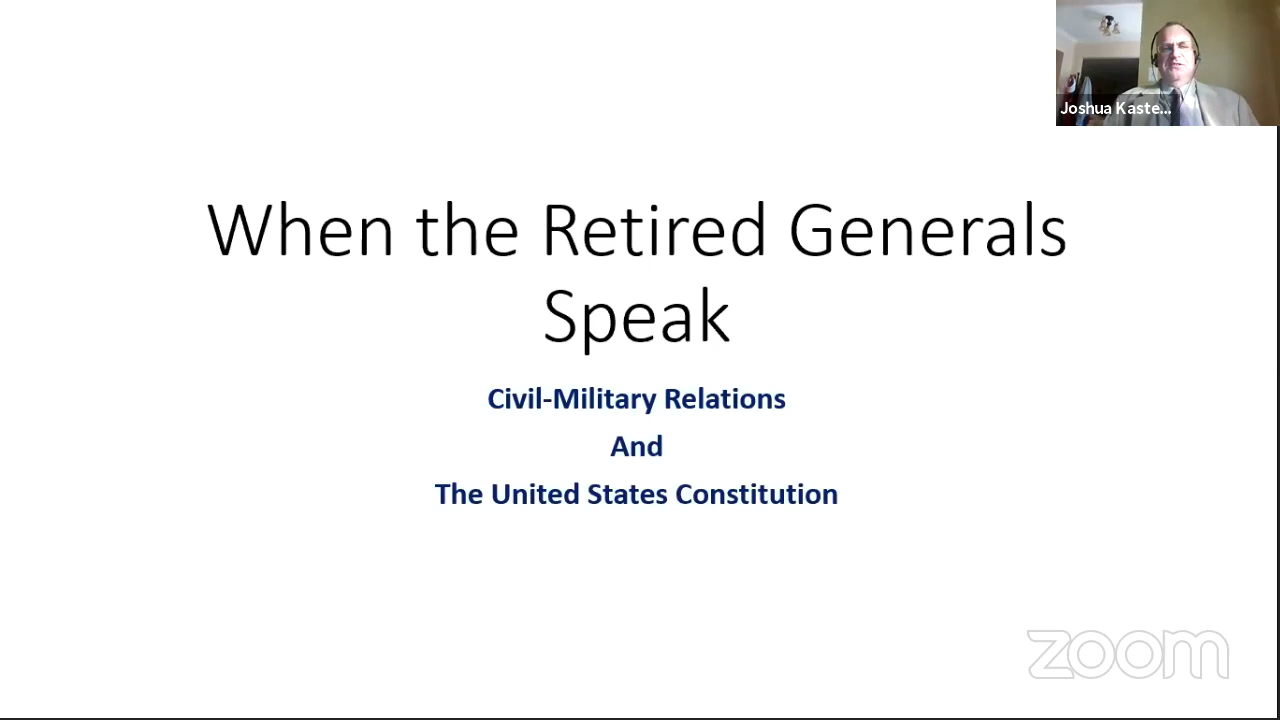 Joshua Kaste...
When the Retired Generals
Speak
Civil-Military Relations
And
The United States Constitution
zoom